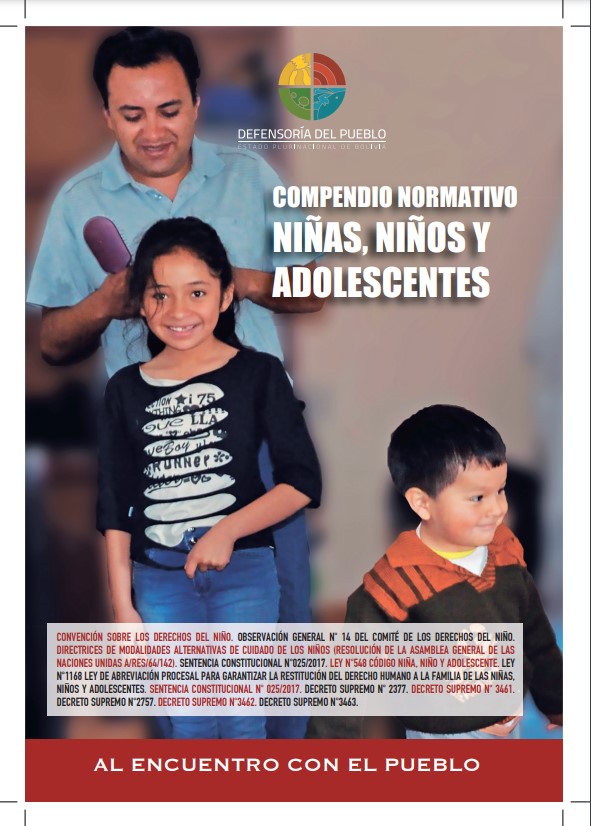 DEFENSORÍA DEL PUEBLO
ESTADO PLURINACIONAL DE BOLIVIA
COMPENDIO NORMATIVO
NIÑAS, NIÑOS Y
ADOLESCENTES
i 75
LLA
RUNNER
CONVENCIÓN SOBRE LOS DERECHOS DEL NIÑO. OBSERVACIÓN GENERAL N° 14 DEL COMITÉ DE LOS DERECHOS DEL NIÑO.
DIRECTRICES DE MODALIDADES ALTERNATIVAS DE CUIDADO DE LOS NIÑOS (RESOLUCIÓN DE LA ASAMBLEA GENERAL DE LAS
NACIONES UNIDAS A/RES/64/142). SENTENCIA CONSTITUCIONAL N°025/2017. LEY N°548 CÓDIGO NIÑA, NIÑO Y ADOLESCENTE. LEY
N°1168 LEY DE ABREVIACIÓN PROCESAL PARA GARANTIZAR LA RESTITUCIÓN DEL DERECHO HUMANO A LA FAMILIA DE LAS NIÑAS,
NIÑOS Y ADOLESCENTES. SENTENCIA CONSTITUCIONAL N° 025/2017. DECRETO SUPREMO N° 2377. DECRETO SUPREMO N° 3461.
DECRETO SUPREMO N°2757. DECRETO SUPREMO N°3462. DECRETO SUPREMO N°3463.
AL ENCUENTRO CON EL PUEBLO